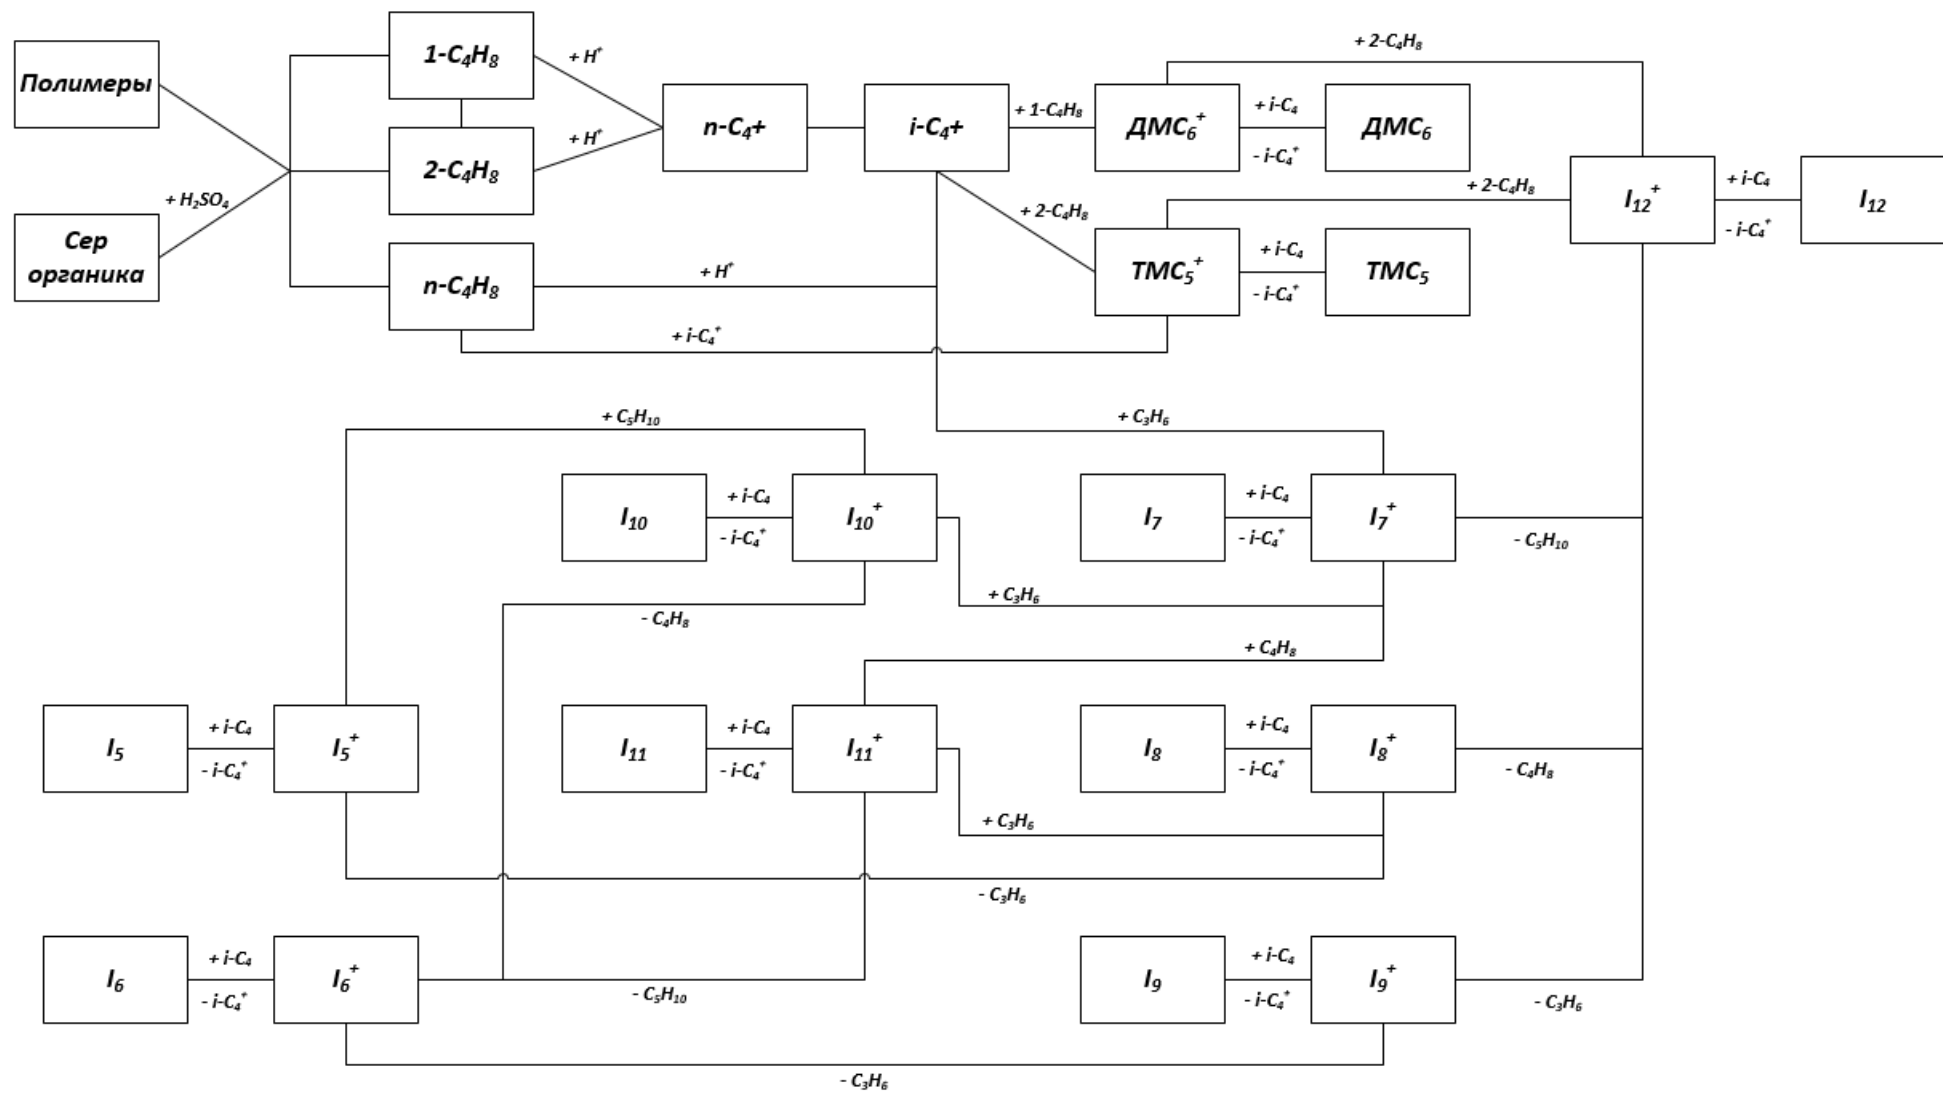 Полимеры
Сер
органика
+ H₂SO₄
1-C₄H₈
2-C₄H₈
n-C₄H₈
+ H⁺
+ H⁺
n-C₄+
i-C₄+
+ 1-C₄H₈
ДМС₆⁺
+ i-C₄
- i-C₄⁺
ДМС₆
+ 2-C₄H₈
+ 2-C₄H₈
I₁₂⁺
+ i-C₄
- i-C₄⁺
I₁₂
+ 2-C₄H₈
ТМС₅⁺
+ i-C₄
- i-C₄⁺
ТМС₅
+ H⁺
+ i-C₄⁺
+ C₅H₁₀
+ C₃H₆
I₁₀
+ i-C₄
- i-C₄⁺
I₁₀⁺
I₇
+ i-C₄
- i-C₄⁺
I₇⁺
- C₅H₁₀
+ C₃H₆
- C₄H₈
+ C₄H₈
I₅
+ i-C₄
- i-C₄⁺
I₅⁺
I₁₁
+ i-C₄
- i-C₄⁺
I₁₁⁺
I₈
+ i-C₄
- i-C₄⁺
I₈⁺
- C₄H₈
+ C₃H₆
- C₃H₆
I₆
+ i-C₄
- i-C₄⁺
I₆⁺
- C₅H₁₀
I₉
+ i-C₄
- i-C₄⁺
I₉⁺
- C₃H₆
- C₃H₆